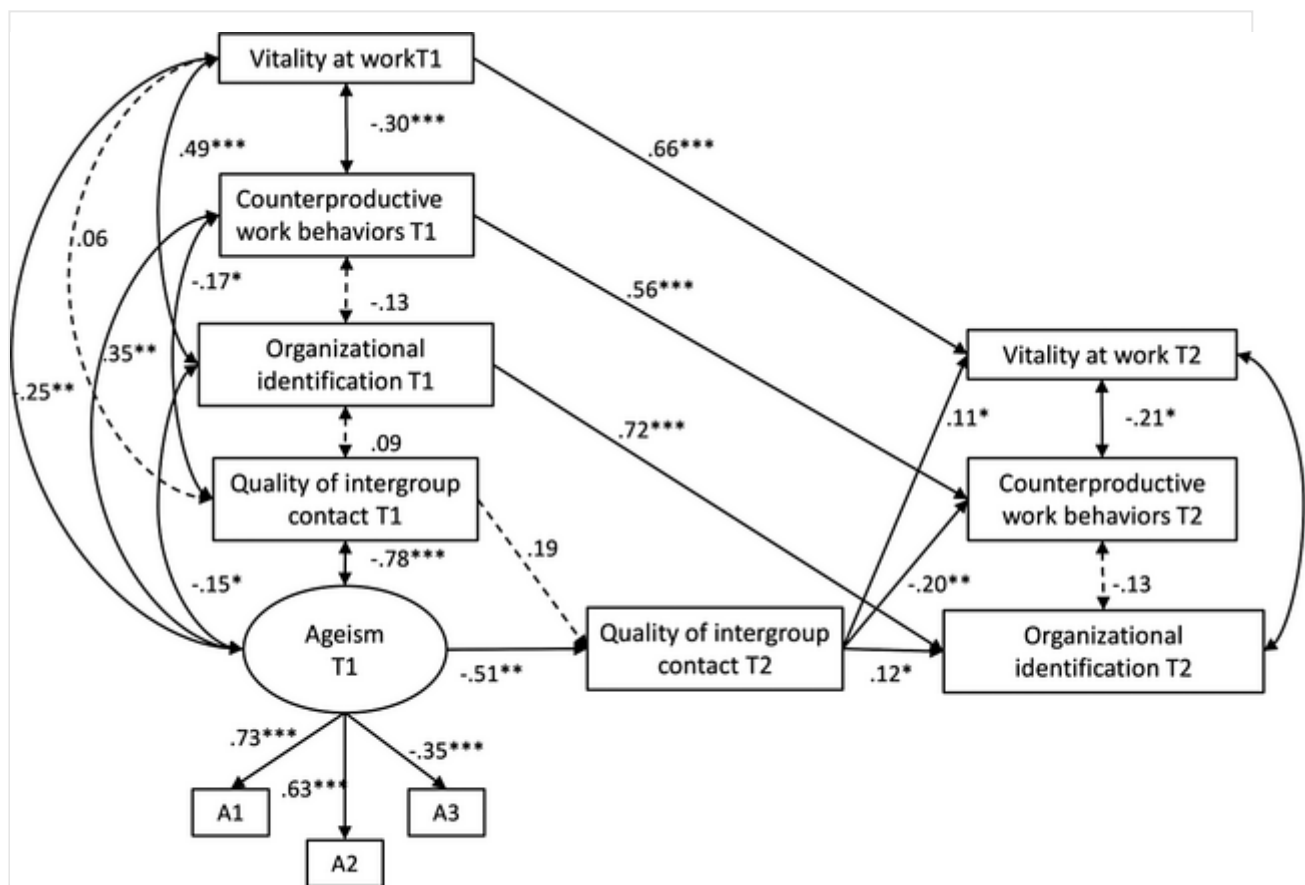 Vitality at workT1
-.30***
.49***
.66***
Counterproductive
work behaviors T1
.06
-.17*
-.13
.56***
Organizational
identification T1
.35**
-.25**
Vitality at work T2
.09
.72***
.11*
-.21*
Quality of intergroup
contact T1
Counterproductive
work behaviors T2
-.78***
.19
-.15*
-.20**
-.13
Ageism
T1
Quality of intergroup
contact T2
Organizational
identification T2
-.51**
.12*
.73***
-.35***
.63***
A1
A3
A2